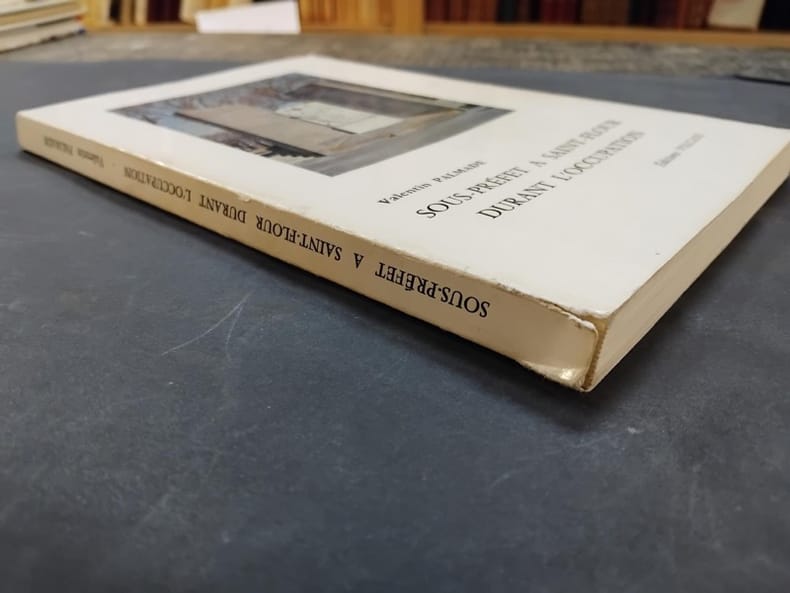 Valentin PALMADE
SOUS-PRÉFET A SAINT-FLOUR
DURANT L'OCCUPATION
SOUS-PRÉFET A SAINT-FLOUR DURANT L'OCCUPATION - Valentin PALMADE